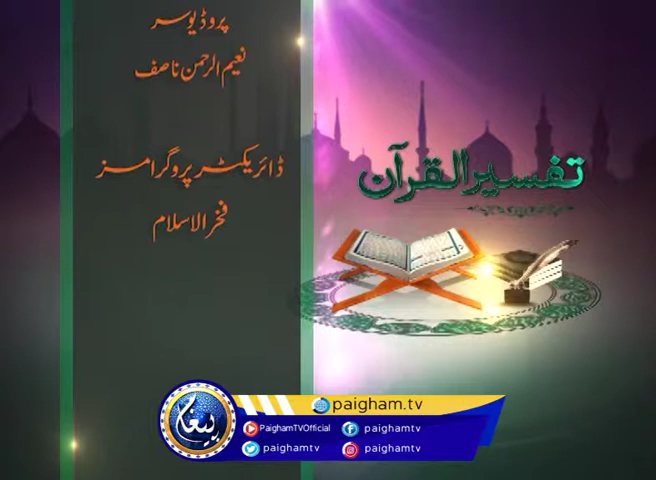 پروڈیوسر
نعیم الرحمن ناصف
ڈائریکٹر پروگرامز
فخر الاسلام
تفسیر القرآن
پیغام
paigham.tv
PaighamTVOfficial
paighamtv
paighamtv
paighamtv